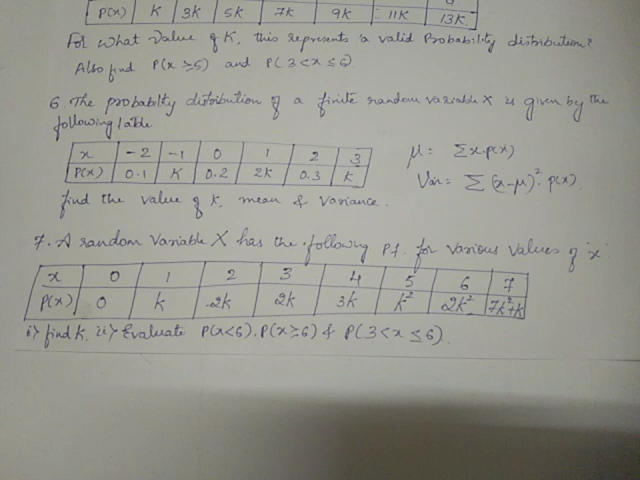 P(x) K 3K 5K 7K 9K 11K 13K
For what value of K, this represents a valid Probability distribution?
Also find P(x ≥5) and P(3<x ≤6)
6. The probabilty distribution of a finite random variable X is given by the
following table
x -2 -1 0 1 2 3
P(x) 0.1 K 0.2 2K 0.3 K
μ = Σx.p(x)
Var = Σ(x-μ)². p(x)
find the value of K, mean & variance.
7. A random variable X has the following p.f. for various values of 'x'
x 0 1 2 3 4 5 6 7
P(x) 0 k 2k 2k 3k k² 2k² 7k²+k
i) find k, ii) Evaluate P(x<6), P(x≥6) & P(3<x ≤6)